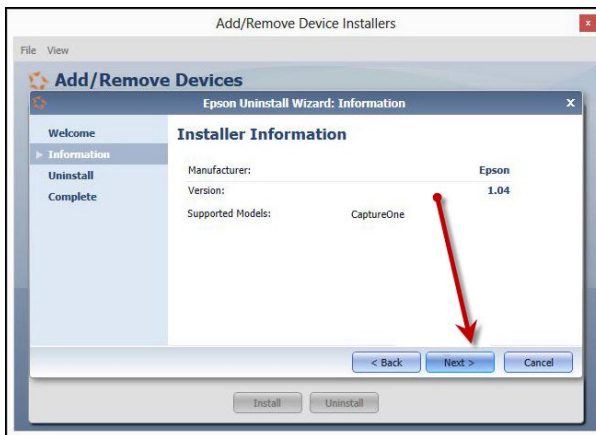 Add/Remove Device Installers
x
File View
Add/Remove Devices
Epson Uninstall Wizard: Information
X
Welcome
Information
Uninstall
Complete
Installer Information
Manufacturer: Epson
Version: 1.04
Supported Models: CaptureOne
< Back Next > Cancel
Install Uninstall